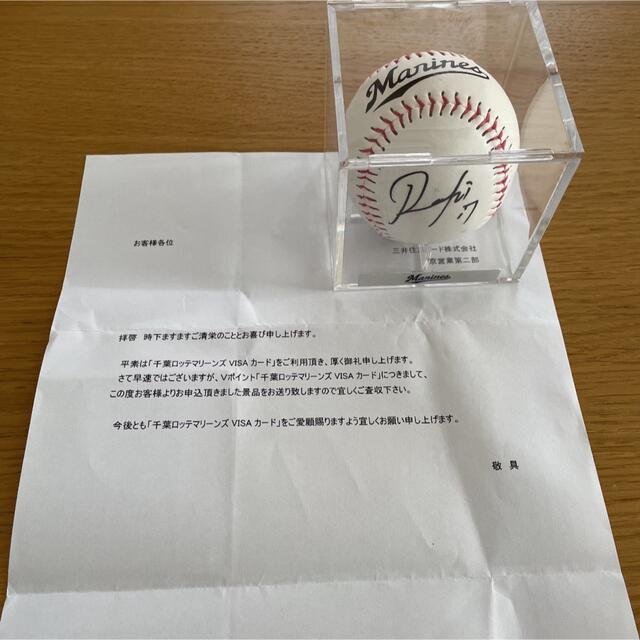 Marines
お客様各位
三井住
ード株式会社
京営業第二部
Marines
拝啓 時下ますますご清栄のこととお喜び申し上げます。
平素は「千葉ロッテマリーンズ VISA カード」をご利用頂き、厚く御礼申し上げます。
さて早速ではございますが、Vポイント「千葉ロッテマリーンズ VISA カード」につきまして、
この度お客様よりお申込頂きました景品をお送り致しますので宜しくご査収下さい。
今後とも「千葉ロッテマリーンズ VISA カード」をご愛顧賜りますよう宜しくお願い申し上げます。
敬 具